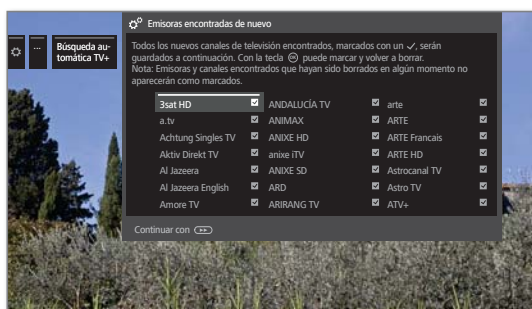 Emisoras encontradas de nuevo
...
Búsqueda au-
tomática TV+
Todos los nuevos canales de televisión encontrados, marcados con un ✓, serán
guardados a continuación. Con la tecla OK puede marcar y volver a borrar.
Nota: Emisoras y canales encontrados que hayan sido borrados en algún momento no
aparecerán como marcados.
3sat HD ANDALUCÍA TV arte
a.tv ANIMAX ARTE
Achtung Singles TV ANIXE HD ARTE Francais
Aktiv Direkt TV anixe iTV ARTE HD
Al Jazeera ANIXE SD Astrocanal TV
Al Jazeera English ARD Astro TV
Amore TV ARIRANG TV ATV+
Continuar con